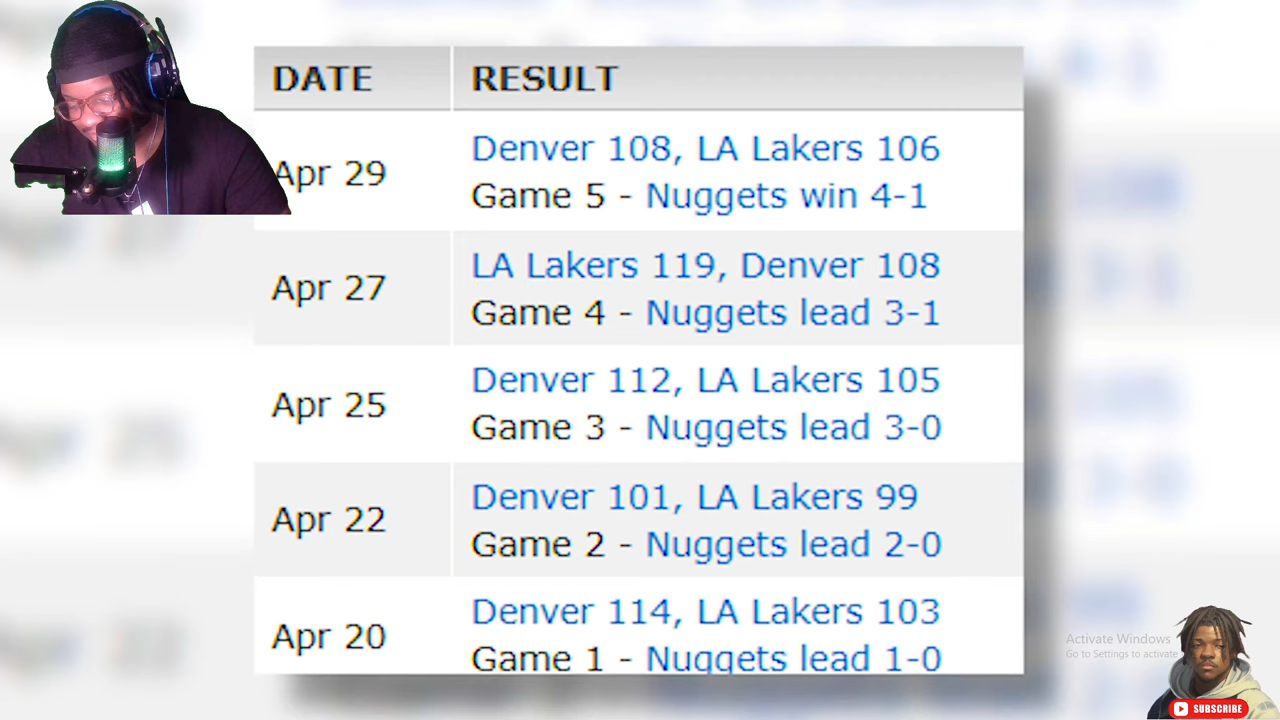 DATE RESULT
Apr 29
Denver 108, LA Lakers 106
Game 5 - Nuggets win 4-1
Apr 27
LA Lakers 119, Denver 108
Game 4 - Nuggets lead 3-1
Apr 25
Denver 112, LA Lakers 105
Game 3 - Nuggets lead 3-0
Apr 22
Denver 101, LA Lakers 99
Game 2 - Nuggets lead 2-0
Apr 20
Denver 114, LA Lakers 103
Game 1 - Nuggets lead 1-0
Activate Windows
Go to Settings to activate
SUBSCRIBE